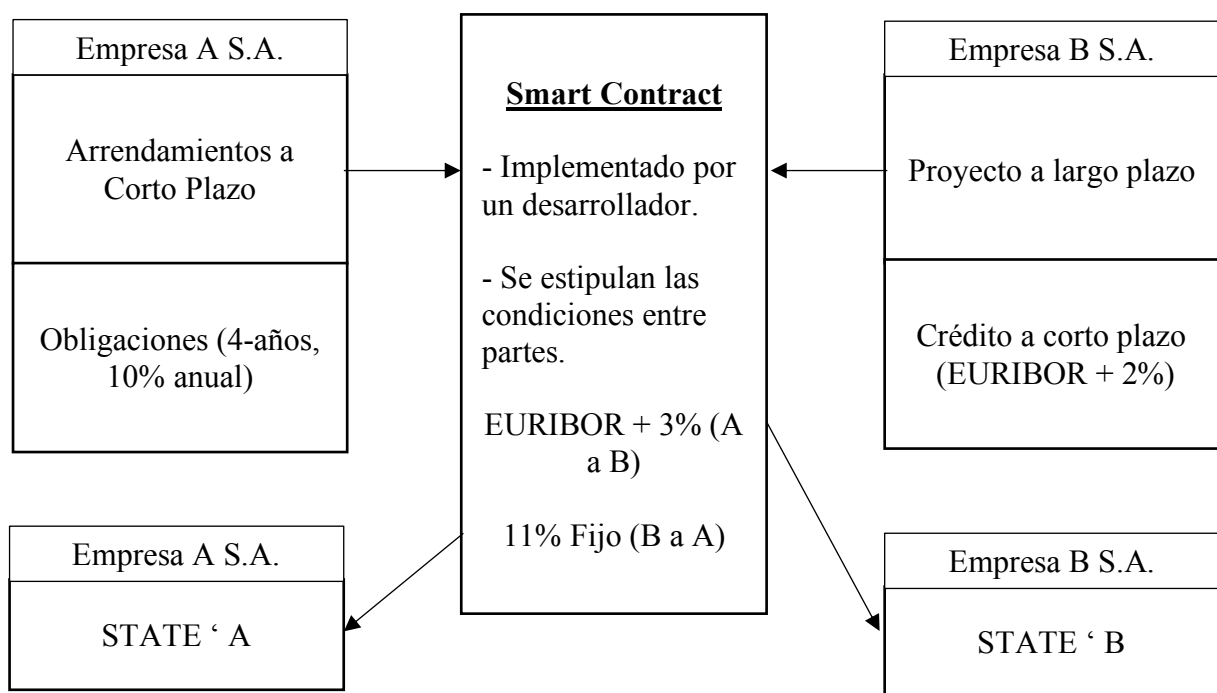 Empresa A S.A.
Arrendamientos a
Corto Plazo
Obligaciones (4-años,
10% anual)
Smart Contract
- Implementado por
un desarrollador.
- Se estipulan las
condiciones entre
partes.
EURIBOR + 3% (A
a B)
11% Fijo (B a A)
Empresa B S.A.
Proyecto a largo plazo
Crédito a corto plazo
(EURIBOR + 2%)
Empresa A S.A.
STATE ‘ A
Empresa B S.A.
STATE ‘ B